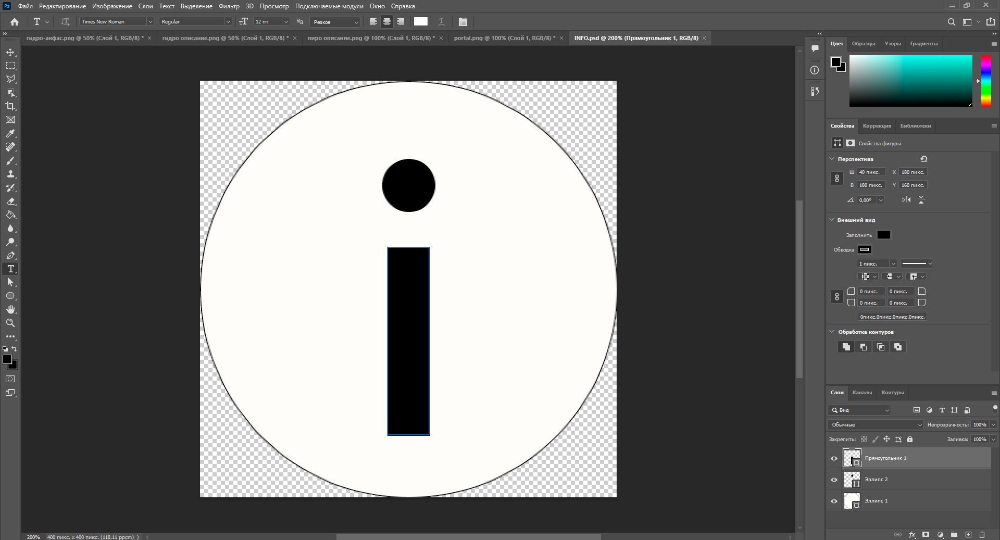 Ps Файл Редактирование Изображение Слои Текст Выделение Фильтр 3D Просмотр Подключаемые модули Окно Справка
T Times New Roman Regular тТ 12 пт аа Резкое
гидро-анфас.png @ 50% (Слой 1, RGB/8) * × гидро описание.png @ 50% (Слой 1, RGB/8) * × пиро описание.png @ 100% (Слой 1, RGB/8) * × portal.png @ 100% (Слой 1, RGB/8) * × INFO.psd @ 200% (Прямоугольник 1, RGB/8) ×
Цвет Образцы Узоры Градиенты
Свойства Коррекция Библиотеки
Свойства фигуры
Перспектива
Ш 40 пикс. X 180 пикс.
В 180 пикс. Y 160 пикс.
0,00°
Внешний вид
Заполнить
Обводка
1 пикс.
0 пикс. 0 пикс.
0 пикс. 0 пикс.
0пикс.0пикс.0пикс.0пикс.
Обработка контуров
Слои Каналы Контуры
Вид
Обычные Непрозрачность: 100%
Закрепить: Заливка: 100%
Прямоугольник 1
Эллипс 2
Эллипс 1
fx
200% 400 пикс. x 400 пикс. (118,11 ppcm)